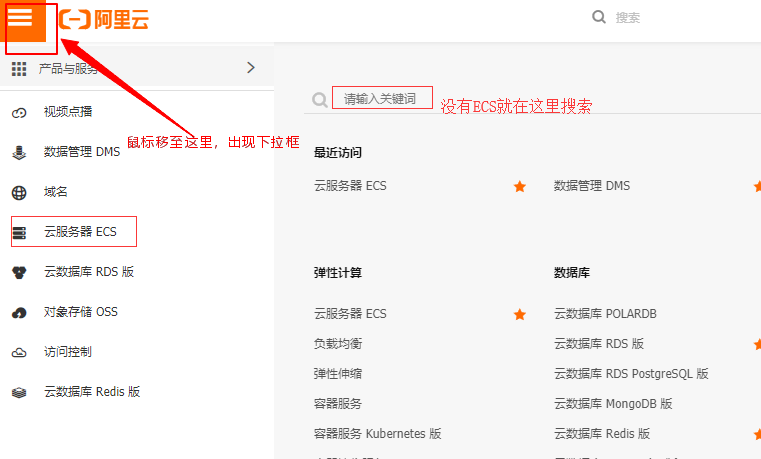 阿里云
搜索
产品与服务
请输入关键词
没有ECS就在这里搜索
视频点播
鼠标移至这里，出现下拉框
数据管理 DMS
域名
云服务器 ECS
云数据库 RDS 版
对象存储 OSS
访问控制
云数据库 Redis 版
最近访问
云服务器 ECS
数据管理 DMS
弹性计算
数据库
云服务器 ECS
云数据库 POLARDB
负载均衡
云数据库 RDS 版
弹性伸缩
云数据库 RDS PostgreSQL 版
容器服务
云数据库 MongoDB 版
容器服务 Kubernetes 版
云数据库 Redis 版